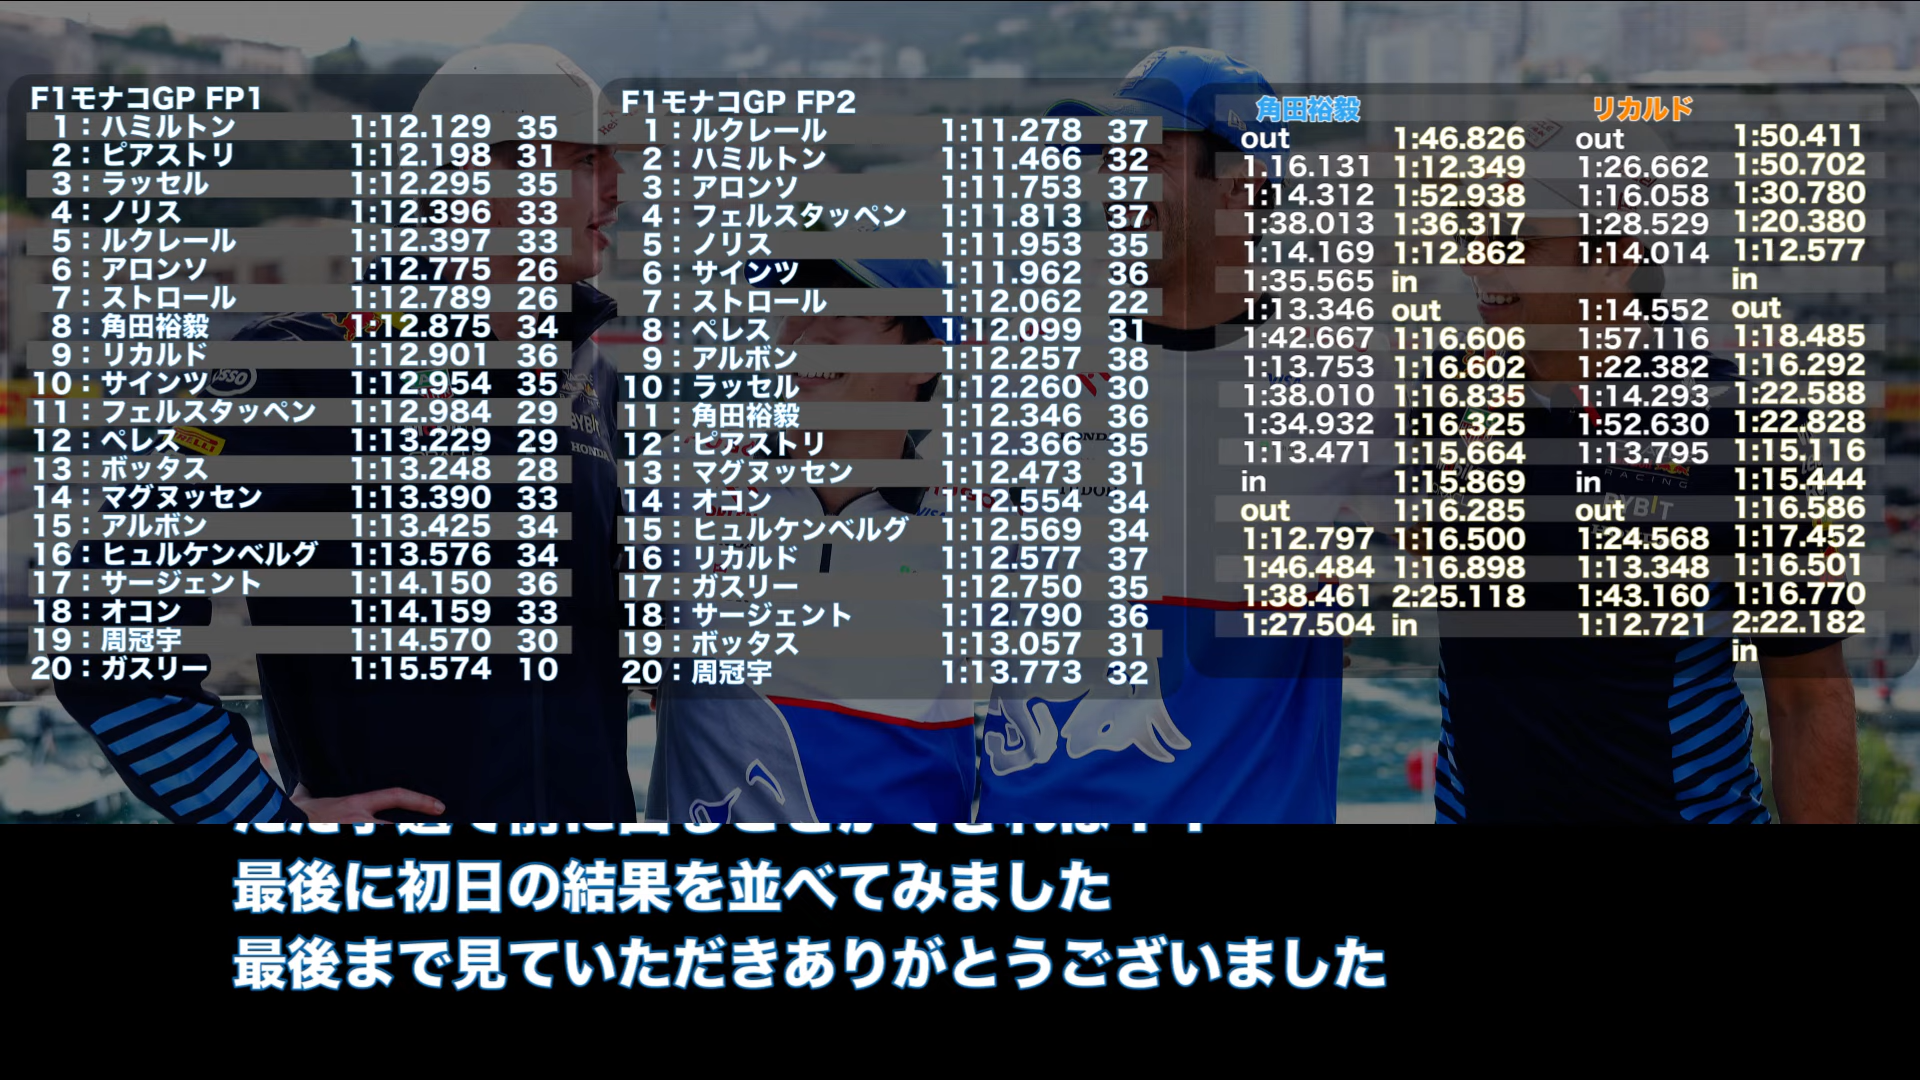 F1モナコGP FP1
1：ハミルトン 1:12.129 35
2：ピアストリ 1:12.198 31
3：ラッセル 1:12.295 35
4：ノリス 1:12.396 33
5：ルクレール 1:12.397 33
6：アロンソ 1:12.775 26
7：ストロール 1:12.789 26
8：角田裕毅 1:12.875 34
9：リカルド 1:12.901 36
10：サインツ 1:12.954 35
11：フェルスタッペン 1:12.984 29
12：ペレス 1:13.229 29
13：ボッタス 1:13.248 28
14：マグヌッセン 1:13.390 33
15：アルボン 1:13.425 34
16：ヒュルケンベルグ 1:13.576 34
17：サージェント 1:14.150 36
18：オコン 1:14.159 33
19：周冠宇 1:14.570 30
20：ガスリー 1:15.574 10
F1モナコGP FP2
1：ルクレール 1:11.278 37
2：ハミルトン 1:11.466 32
3：アロンソ 1:11.753 37
4：フェルスタッペン 1:11.813 37
5：ノリス 1:11.953 35
6：サインツ 1:11.962 36
7：ストロール 1:12.062 22
8：ペレス 1:12.099 31
9：アルボン 1:12.257 38
10：ラッセル 1:12.260 30
11：角田裕毅 1:12.346 36
12：ピアストリ 1:12.366 35
13：マグヌッセン 1:12.473 31
14：オコン 1:12.554 34
15：ヒュルケンベルグ 1:12.569 34
16：リカルド 1:12.577 37
17：ガスリー 1:12.750 35
18：サージェント 1:12.790 36
19：ボッタス 1:13.057 31
20：周冠宇 1:13.773 32
角田裕毅
out
1:16.131
1:14.312
1:38.013
1:14.169
1:35.565
1:13.346
1:42.667
1:13.753
1:38.010
1:34.932
1:13.471
in
out
1:12.797
1:46.484
1:38.461
1:27.504
1:46.826
1:12.349
1:52.938
1:36.317
1:12.862
in
out
1:16.606
1:16.602
1:16.835
1:16.325
1:15.664
1:15.869
1:16.285
1:16.500
1:16.898
2:25.118
in
リカルド
out
1:26.662
1:16.058
1:28.529
1:14.014
1:14.552
1:57.116
1:22.382
1:14.293
1:52.630
1:13.795
in
out
1:24.568
1:13.348
1:43.160
1:12.721
1:50.411
1:50.702
1:30.780
1:20.380
1:12.577
in
out
1:18.485
1:16.292
1:22.588
1:22.828
1:15.116
1:15.444
1:16.586
1:17.452
1:16.501
1:16.770
2:22.182
in
最後に初日の結果を並べてみました
最後まで見ていただきありがとうございました